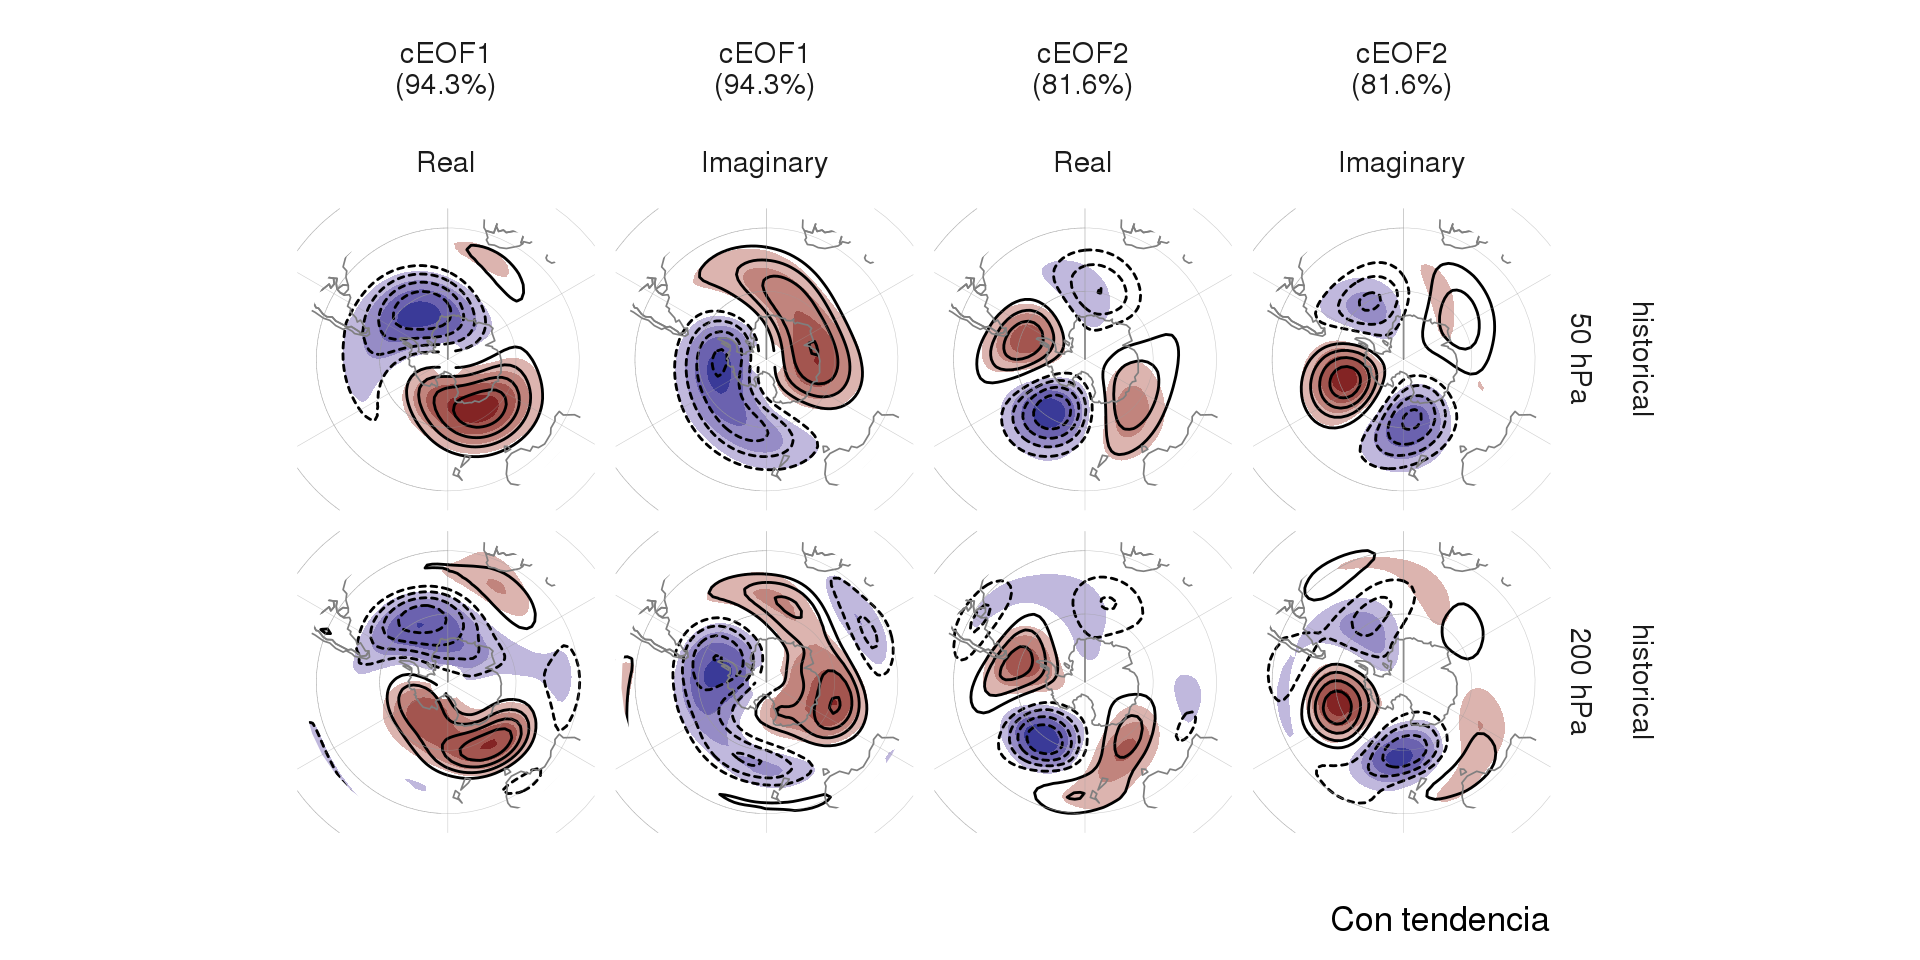 cEOF1
(94.3%)
cEOF1
(94.3%)
cEOF2
(81.6%)
cEOF2
(81.6%)
Real
Imaginary
Real
Imaginary
50 hPa
historical
200 hPa
historical
Con tendencia